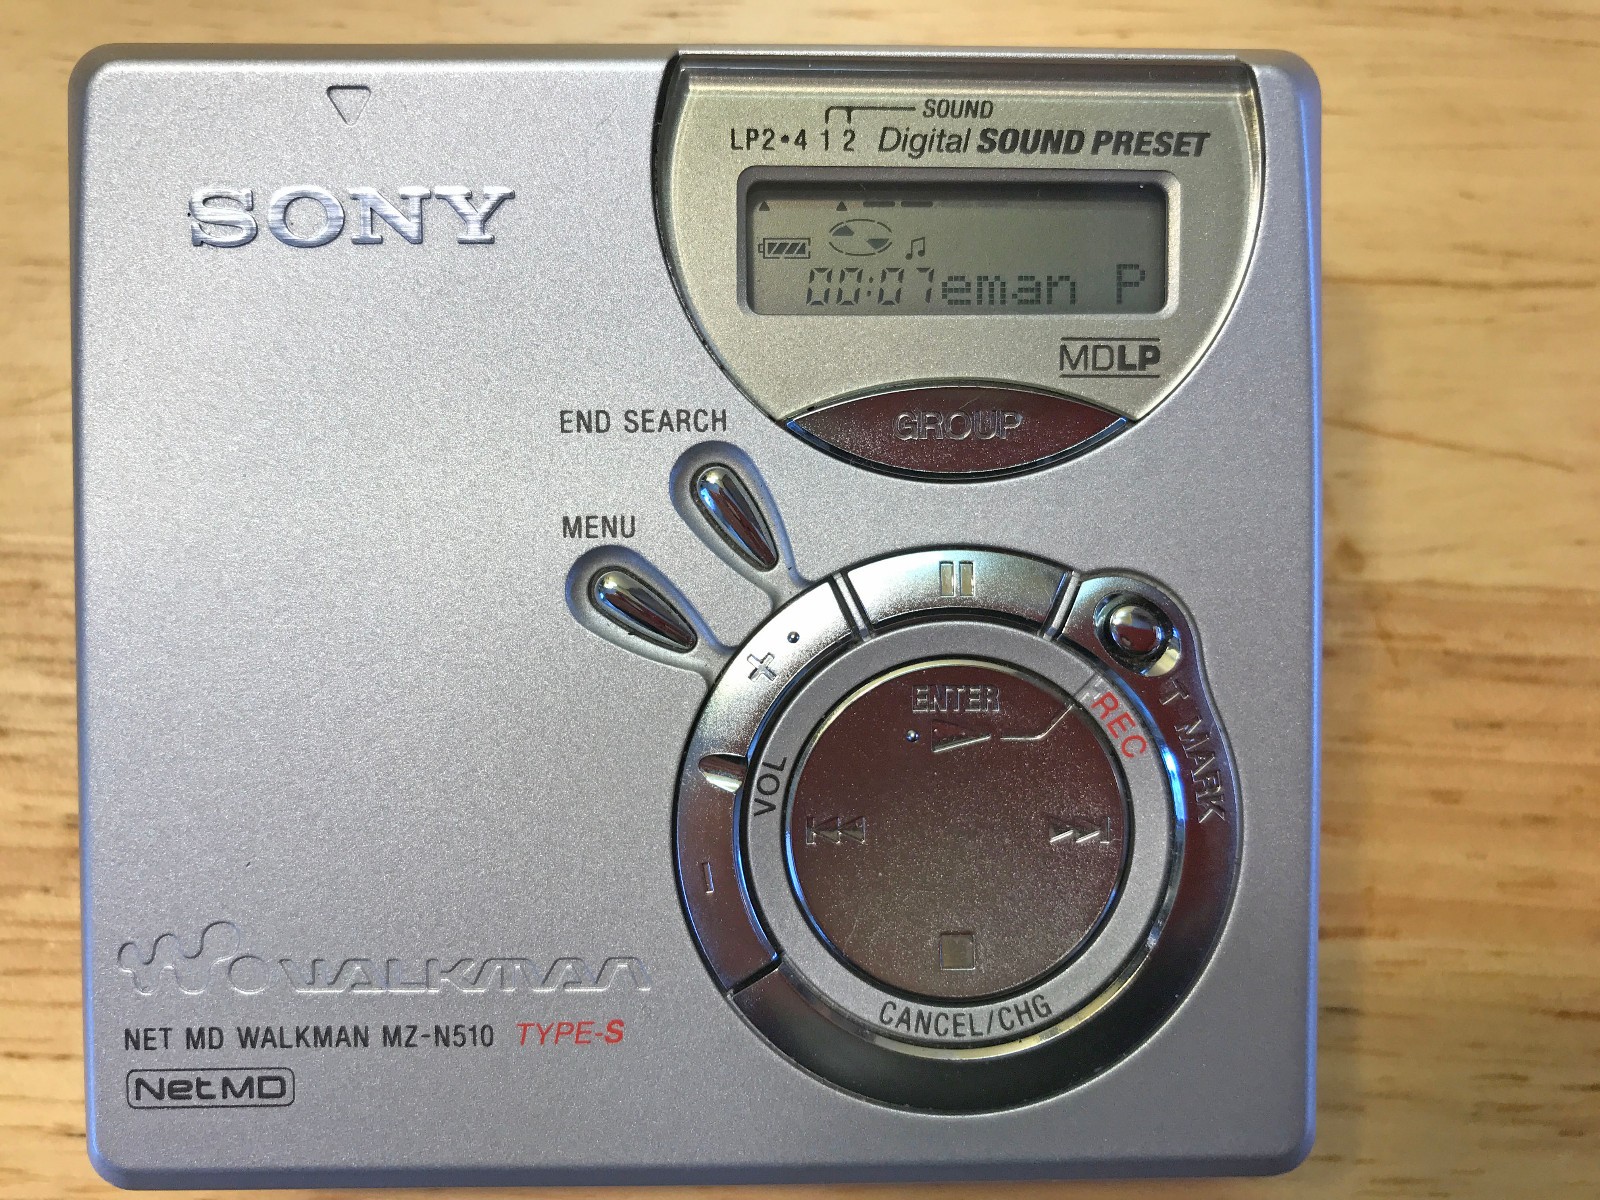 SONY
SOUND
LP2•4 1 2 Digital SOUND PRESET
00:07eman P
MDLP
GROUP
END SEARCH
MENU
ENTER
REC
T MARK
+
VOL
-
CANCEL/CHG
WALKMAN
NET MD WALKMAN MZ-N510 TYPE-S
NetMD